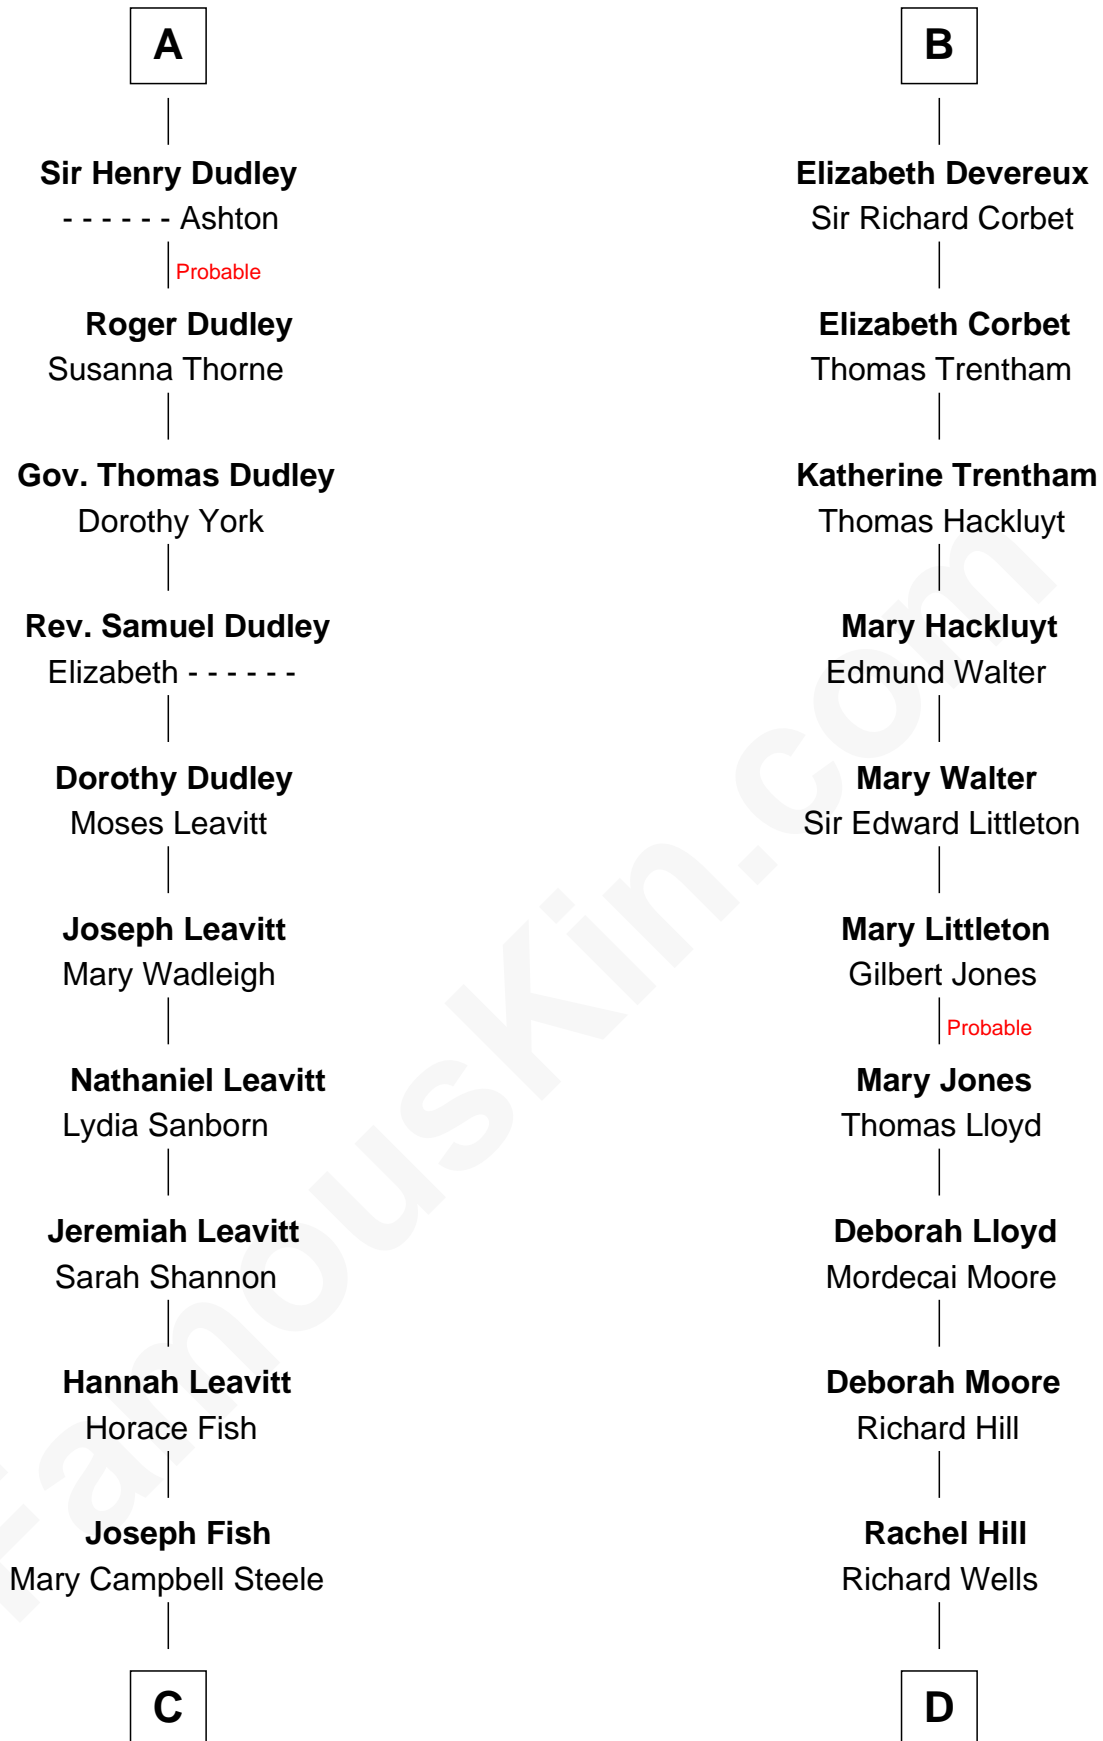 A
Sir Henry Dudley
- - - - - - Ashton
Probable
Roger Dudley
Susanna Thorne
Gov. Thomas Dudley
Dorothy York
Rev. Samuel Dudley
Elizabeth - - - - - -
Dorothy Dudley
Moses Leavitt
Joseph Leavitt
Mary Wadleigh
Nathaniel Leavitt
Lydia Sanborn
Jeremiah Leavitt
Sarah Shannon
Hannah Leavitt
Horace Fish
Joseph Fish
Mary Campbell Steele
C
B
Elizabeth Devereux
Sir Richard Corbet
Elizabeth Corbet
Thomas Trentham
Katherine Trentham
Thomas Hackluyt
Mary Hackluyt
Edmund Walter
Mary Walter
Sir Edward Littleton
Mary Littleton
Gilbert Jones
Probable
Mary Jones
Thomas Lloyd
Deborah Lloyd
Mordecai Moore
Deborah Moore
Richard Hill
Rachel Hill
Richard Wells
D
FamousKin.com